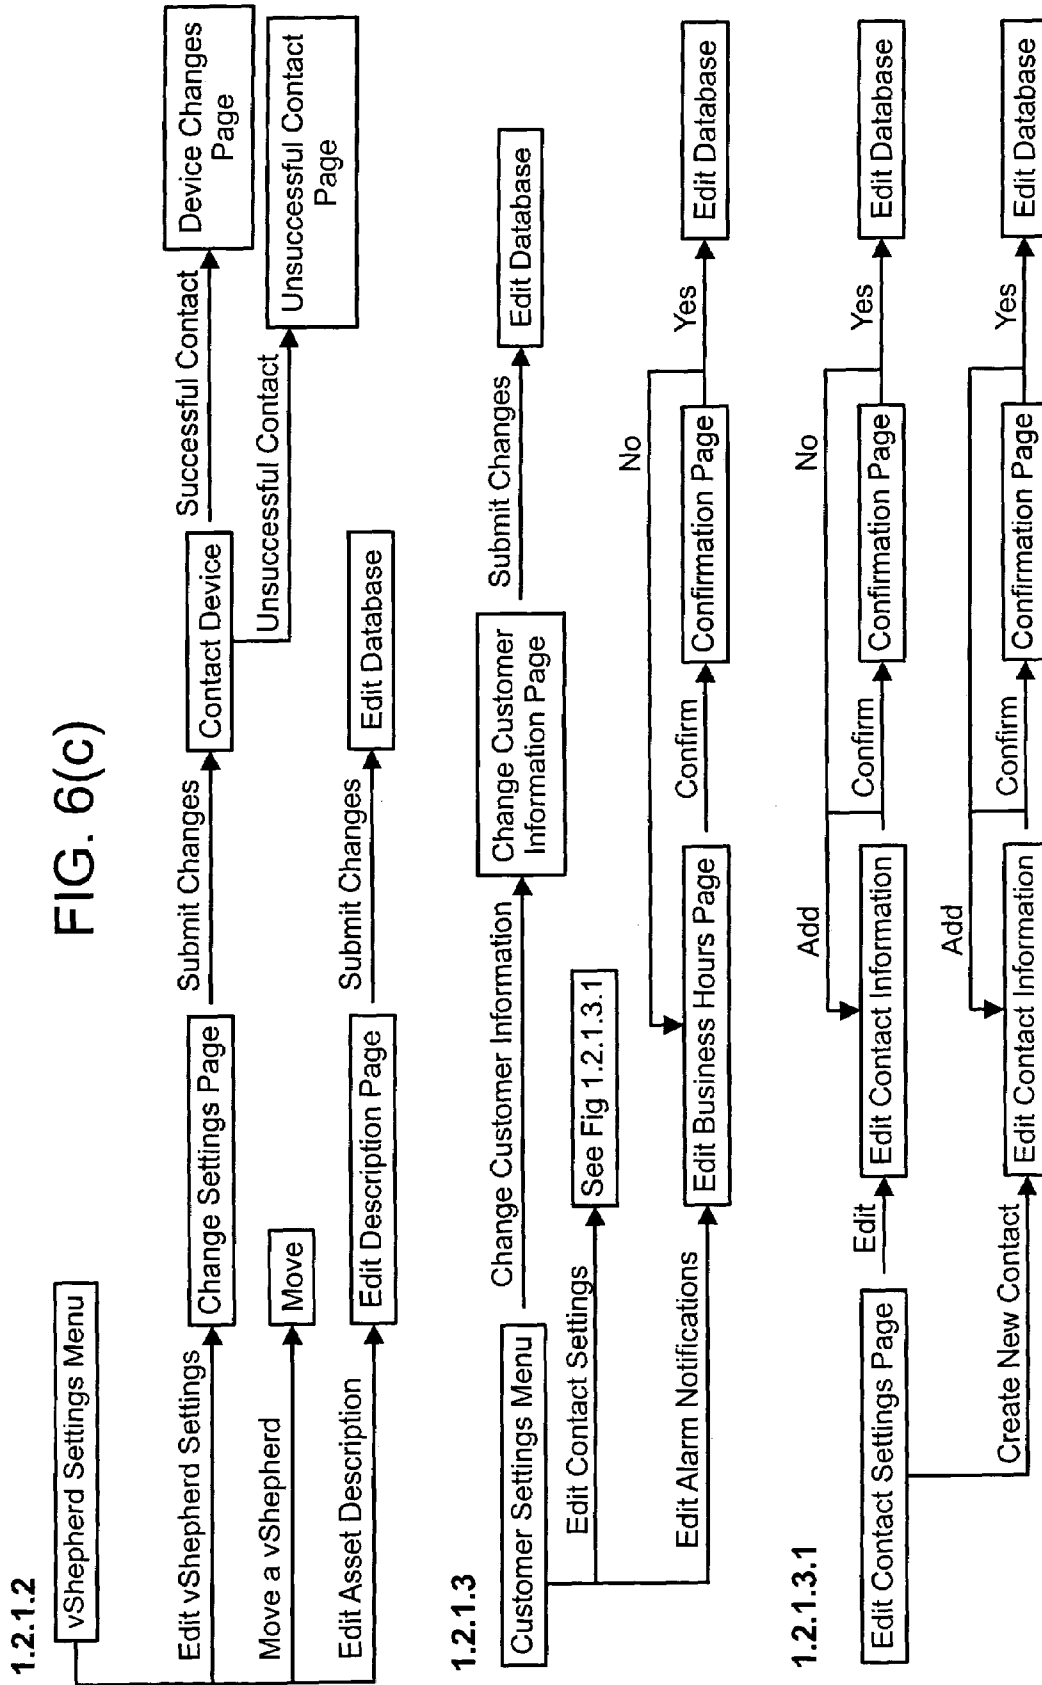 FIG. 6(c)
1.2.1.2
vShepherd Settings Menu
Edit vShepherd Settings
Change Settings Page
Submit Changes
Contact Device
Successful Contact
Device Changes
Page
Unsuccessful Contact
Unsuccessful Contact
Page
Move a vShepherd
Move
Edit Asset Description
Edit Description Page
Submit Changes
Edit Database
1.2.1.3
Customer Settings Menu
Change Customer Information
Change Customer
Information Page
Submit Changes
Edit Database
Edit Contact Settings
See Fig 1.2.1.3.1
Edit Alarm Notifications
Edit Business Hours Page
Confirm
Confirmation Page
No
Yes
Edit Database
1.2.1.3.1
Edit Contact Settings Page
Edit
Edit Contact Information
Add
Confirm
Confirmation Page
No
Yes
Edit Database
Create New Contact
Edit Contact Information
Add
Confirm
Confirmation Page
Yes
Edit Database